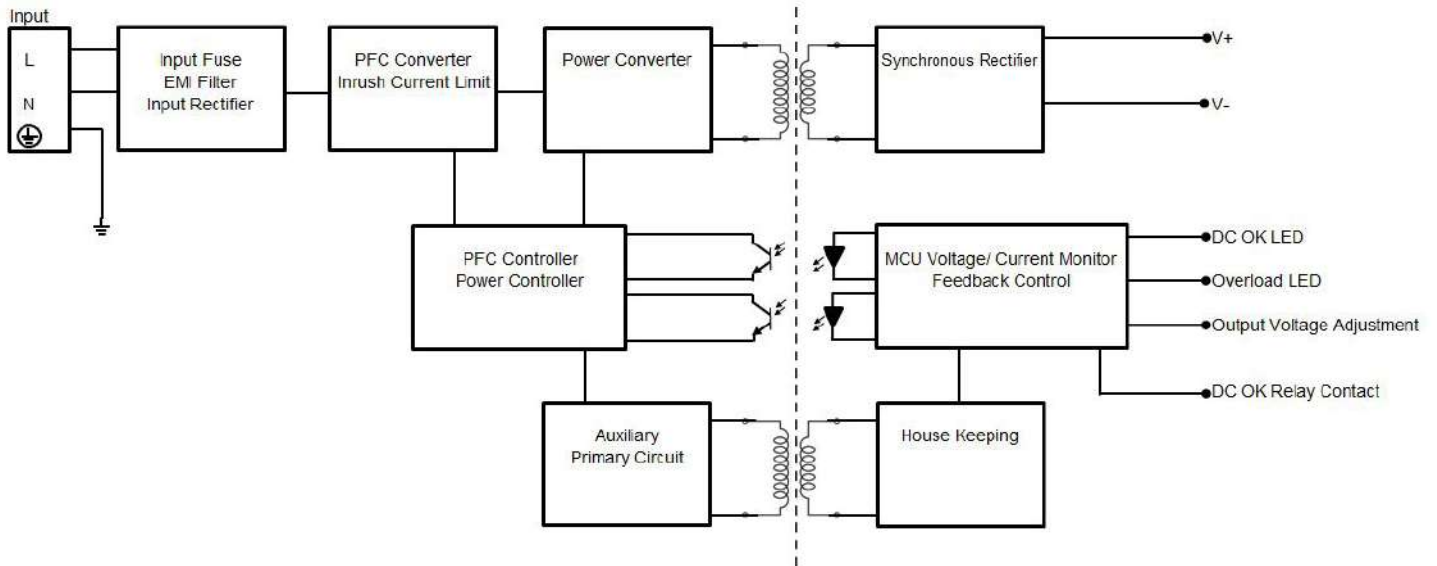 Input
L
N
Input Fuse
EMI Filter
Input Rectifier
PFC Converter
Inrush Current Limit
Power Converter
Synchronous Rectifier
V+
V-
PFC Controller
Power Controller
MCU Voltage/ Current Monitor
Feedback Control
DC OK LED
Overload LED
Output Voltage Adjustment
DC OK Relay Contact
Auxiliary
Primary Circuit
House Keeping